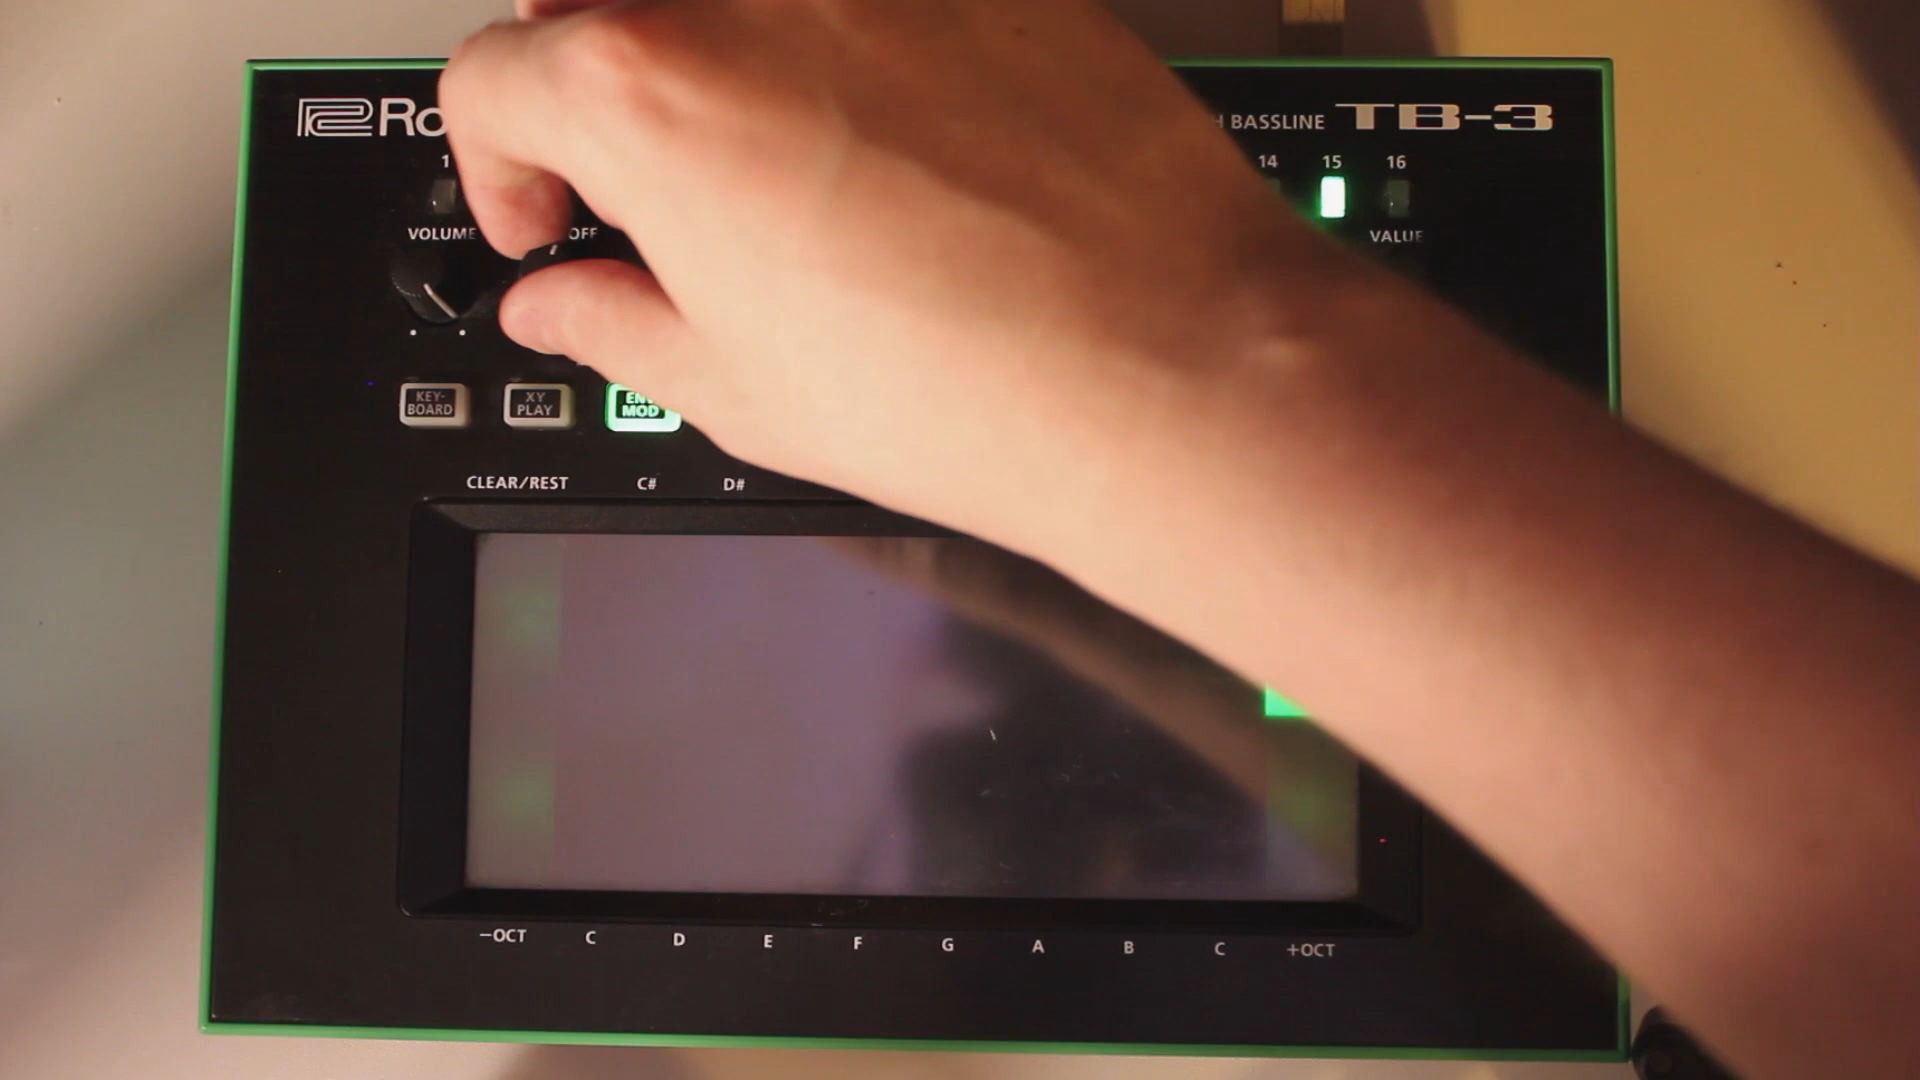 Ro
H BASSLINE TB-3
1 14 15 16
VOLUME OFF VALUE
KEY-
BOARD
XY
PLAY
ENV
MOD
CLEAR/REST C# D#
−OCT C D E F G A B C +OCT